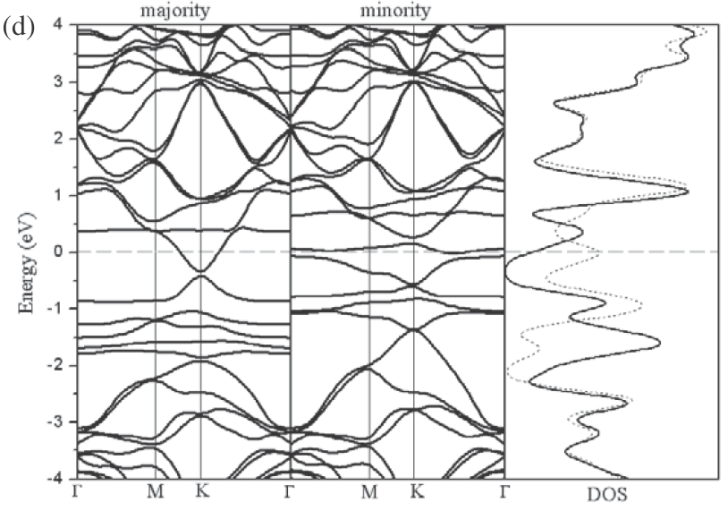 majority minority
(d)
4
3
2
1
0
-1
-2
-3
-4
Energy (eV)
Γ M K Γ M K Γ DOS